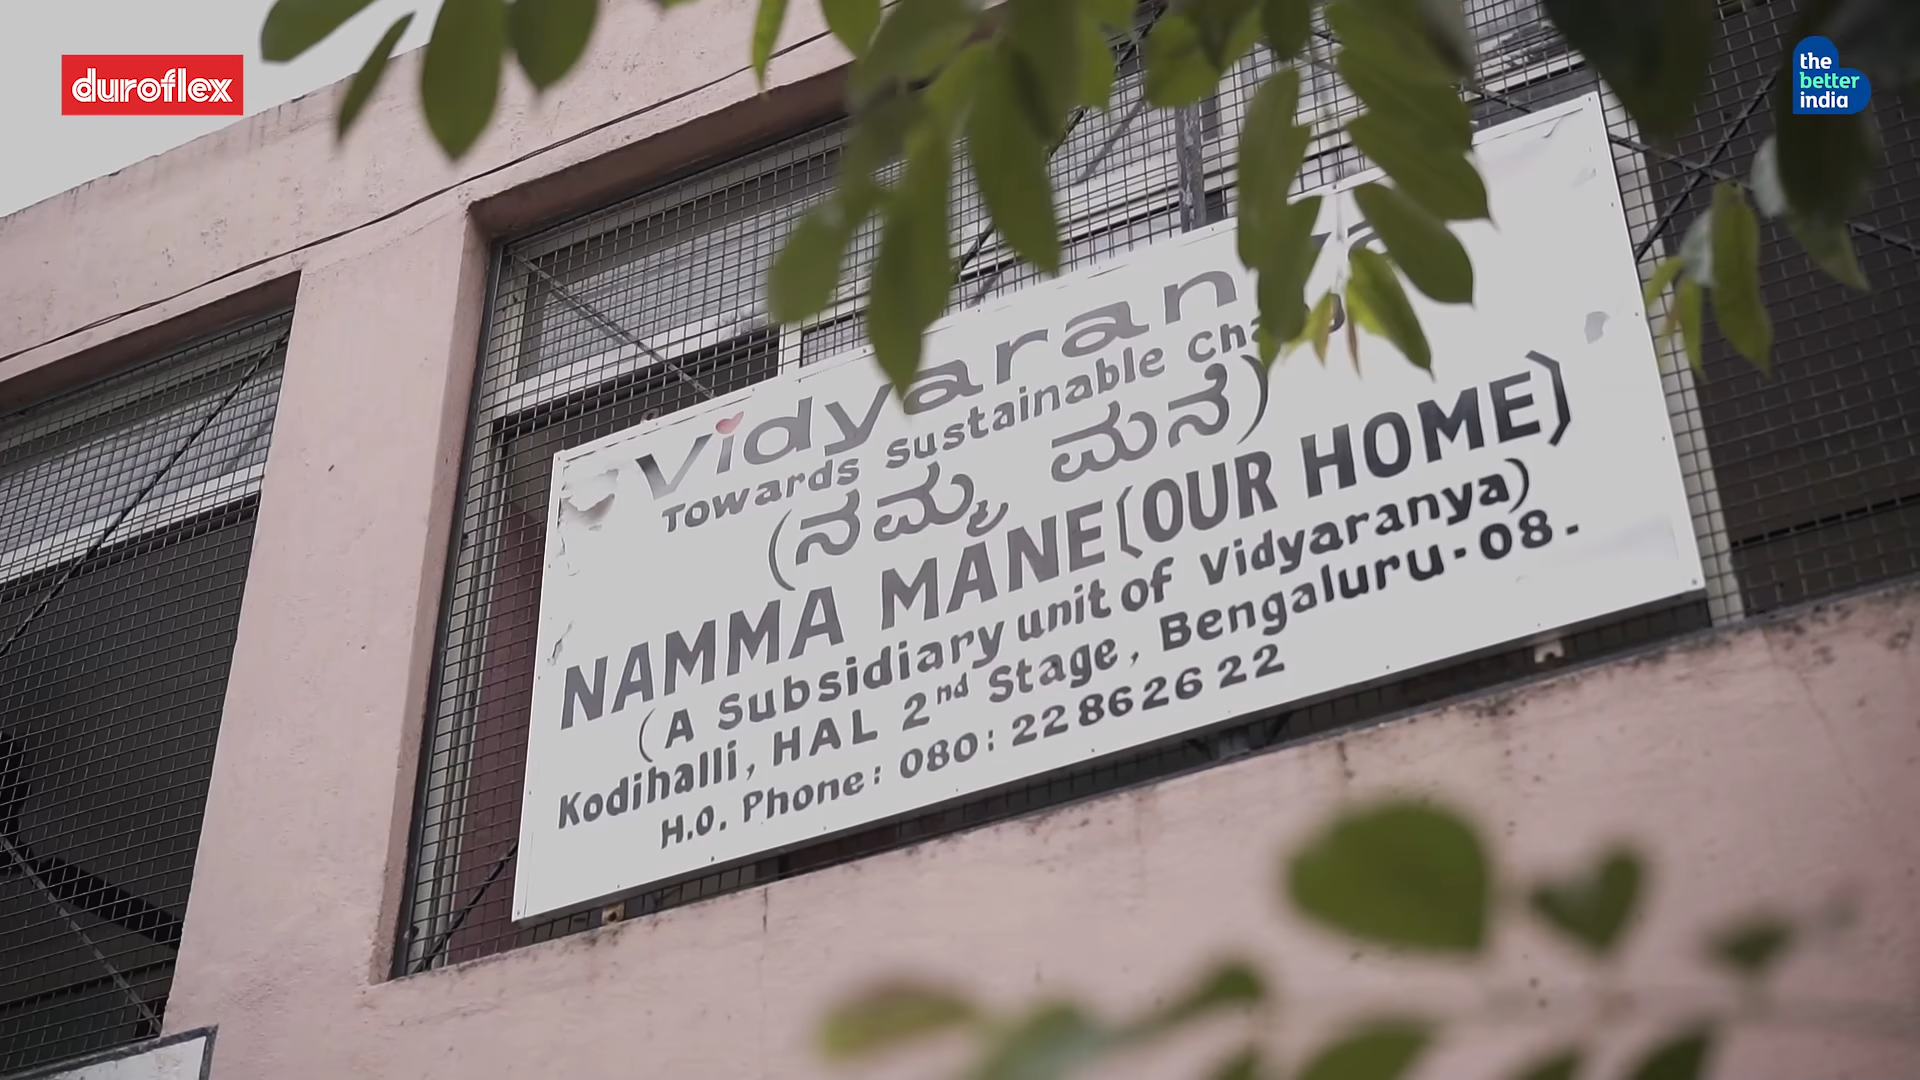 duroflex
the
better
india
Towards Sustainable
(ನಮ್ಮ ಮನೆ)
NAMMA MANE (OUR HOME)
(A Subsidiary unit of Vidyaranya)
Kodihalli, HAL 2nd Stage, Bengaluru-08.
H.O. Phone: 080: 22862622